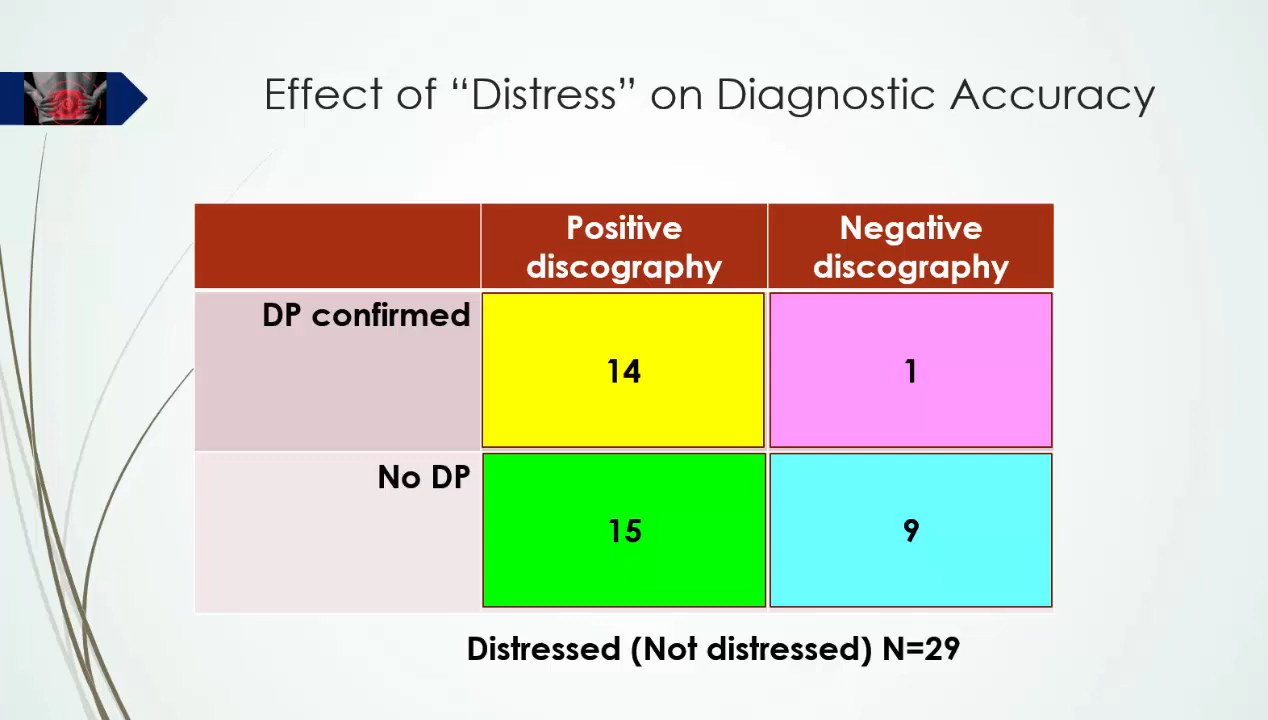 Effect of “Distress” on Diagnostic Accuracy
Positive
discography
Negative
discography
DP confirmed
14
1
No DP
15
9
Distressed (Not distressed) N=29